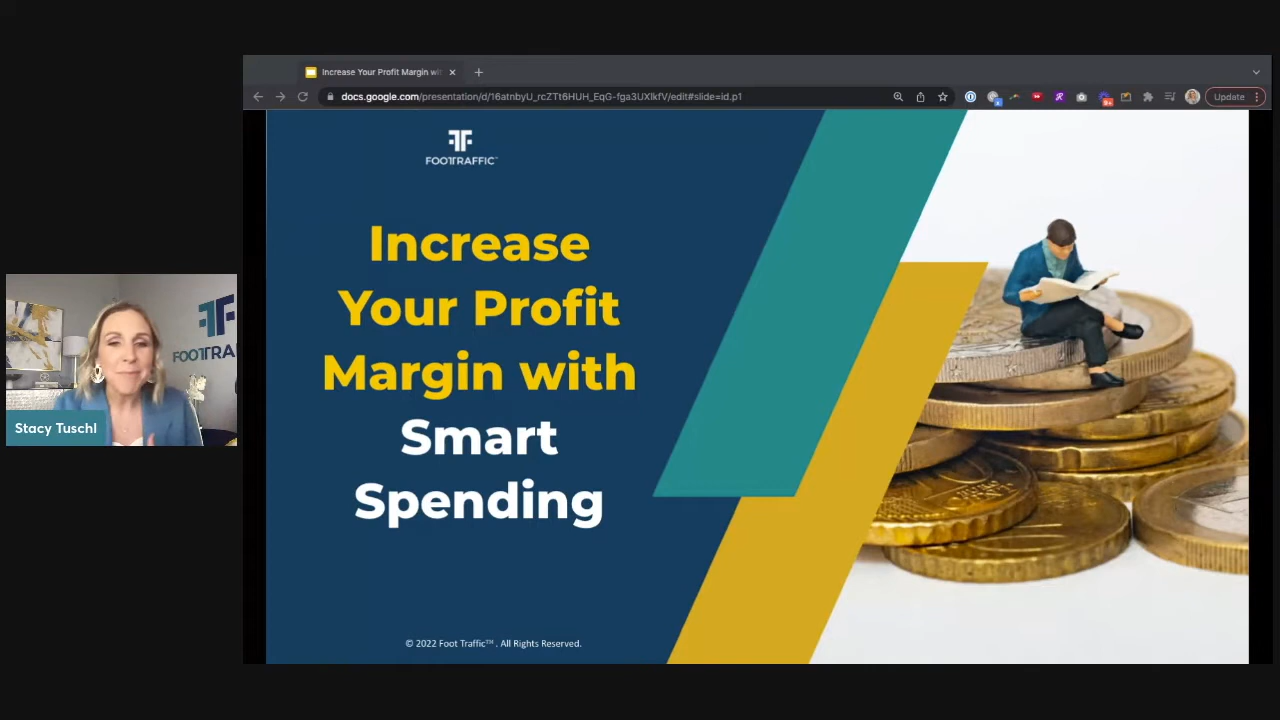 Increase Your Profit Margin wit
docs.google.com/presentation/d/16atnbyU_rcZTt6HUH_EqG-fga3UXlkfV/edit#slide=id.p1
Update
FOOTTRAFFIC
Increase
Your Profit
Margin with
Smart
Spending
© 2022 Foot Traffic™ . All Rights Reserved.
FOOTTRA
Stacy Tuschl